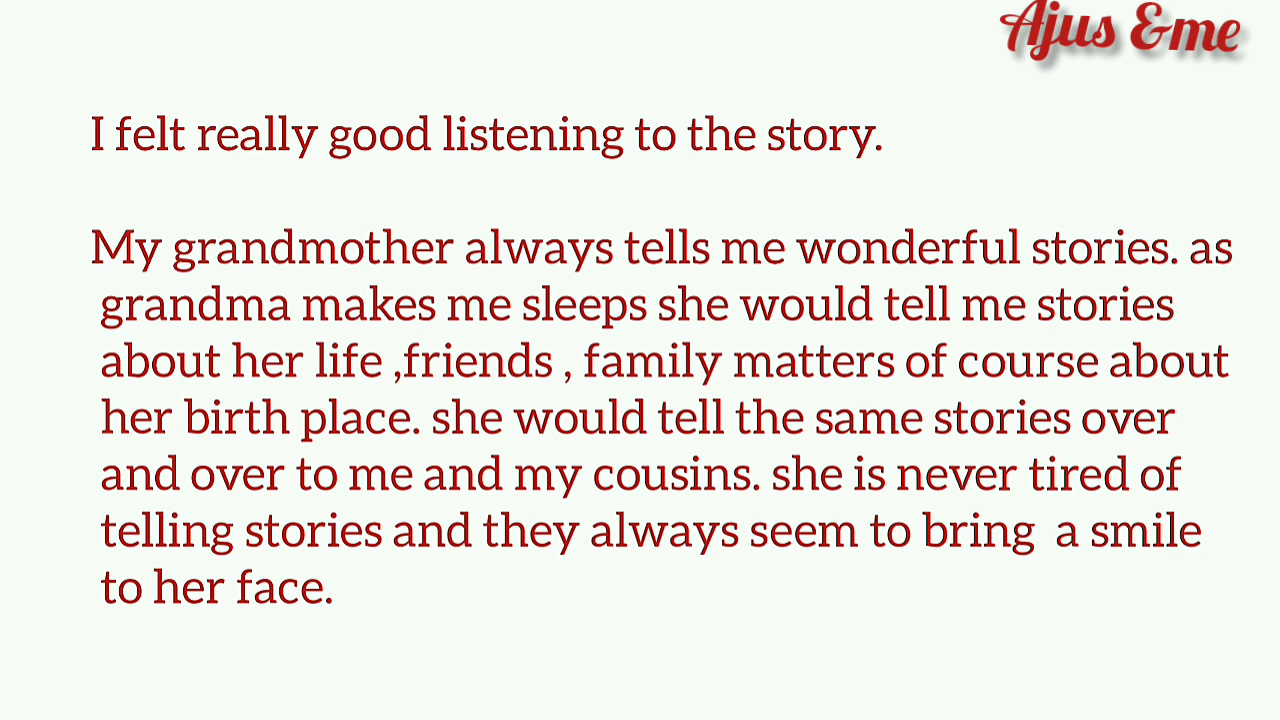 Ajus &me
I felt really good listening to the story.
My grandmother always tells me wonderful stories. as
grandma makes me sleeps she would tell me stories
about her life ,friends , family matters of course about
her birth place. she would tell the same stories over
and over to me and my cousins. she is never tired of
telling stories and they always seem to bring  a smile
to her face.